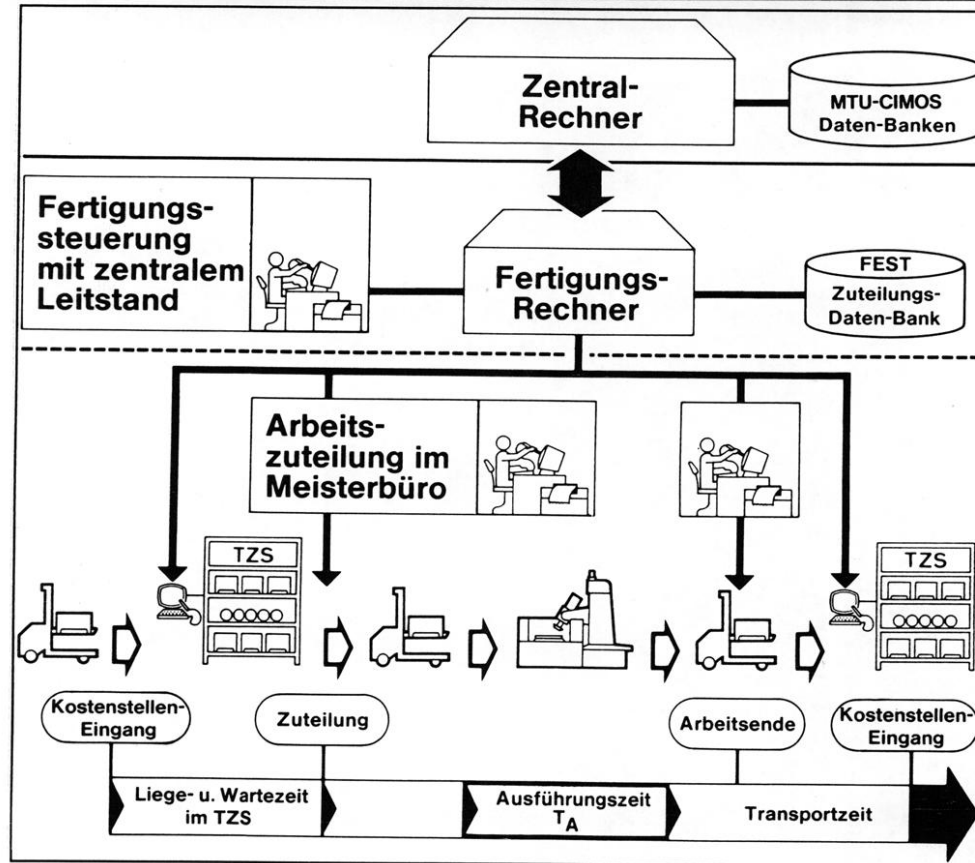 Zentral-
Rechner
MTU-CIMOS
Daten-Banken
Fertigungs-
steuerung
mit zentralem
Leitstand
Fertigungs-
Rechner
FEST
Zuteilungs-
Daten-Bank
Arbeits-
zuteilung im
Meisterbüro
TZS
TZS
Kostenstellen-
Eingang
Zuteilung
Arbeitsende
Kostenstellen-
Eingang
Liege- u. Wartezeit
im TZS
Ausführungszeit
TA
Transportzeit